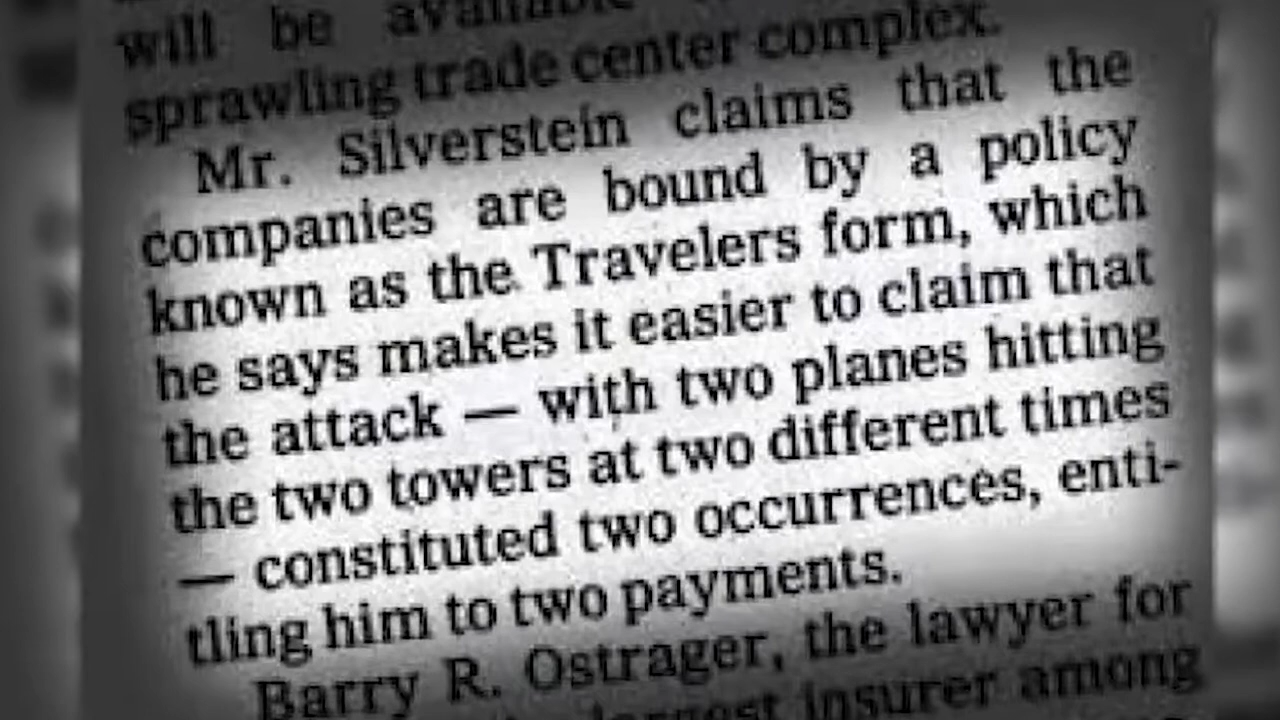 will be available
sprawling trade center complex.
Mr. Silverstein claims that the
companies are bound by a policy
known as the Travelers form, which
he says makes it easier to claim that
the attack — with two planes hitting
the two towers at two different times
— constituted two occurrences, enti-
tling him to two payments.
Barry R. Ostrager, the lawyer for
largest insurer among